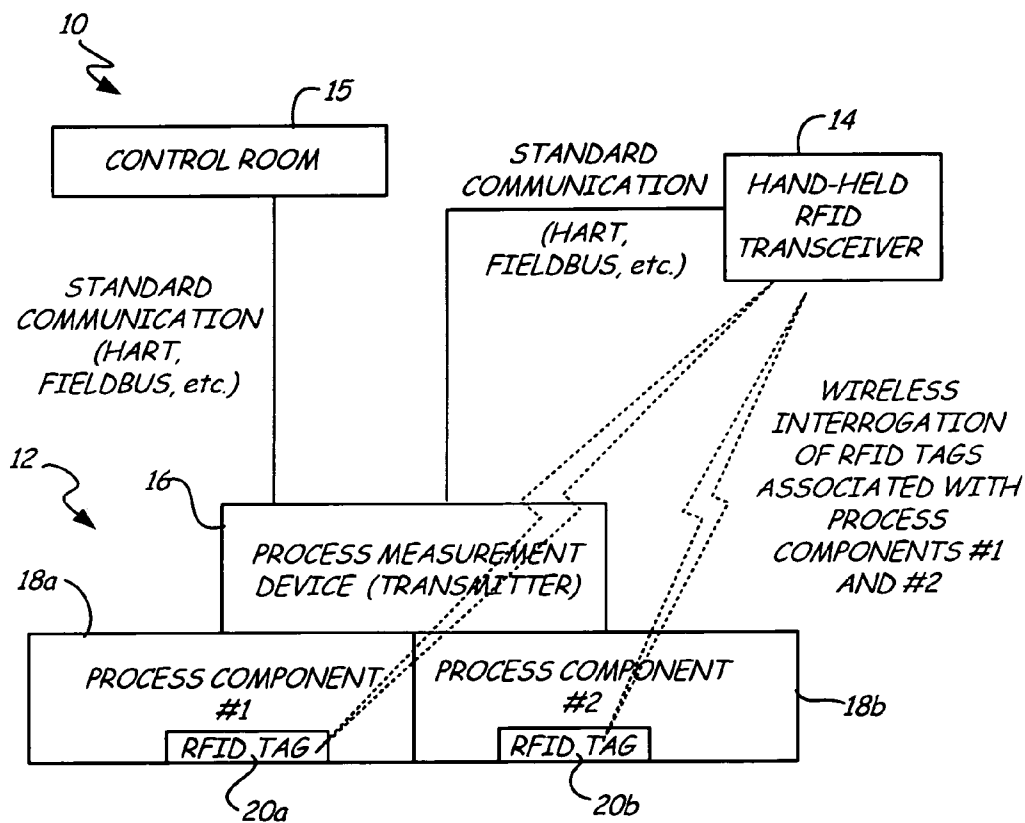 10
15
CONTROL ROOM
14
STANDARD
COMMUNICATION
(HART,
FIELDBUS, etc.)
HAND-HELD
RFID
TRANSCEIVER
STANDARD
COMMUNICATION
(HART,
FIELDBUS, etc.)
WIRELESS
INTERROGATION
OF RFID TAGS
ASSOCIATED WITH
PROCESS
COMPONENTS #1
AND #2
12
16
PROCESS MEASUREMENT
DEVICE (TRANSMITTER)
18a
PROCESS COMPONENT
#1
RFID TAG
PROCESS COMPONENT
#2
RFID TAG
18b
20a
20b